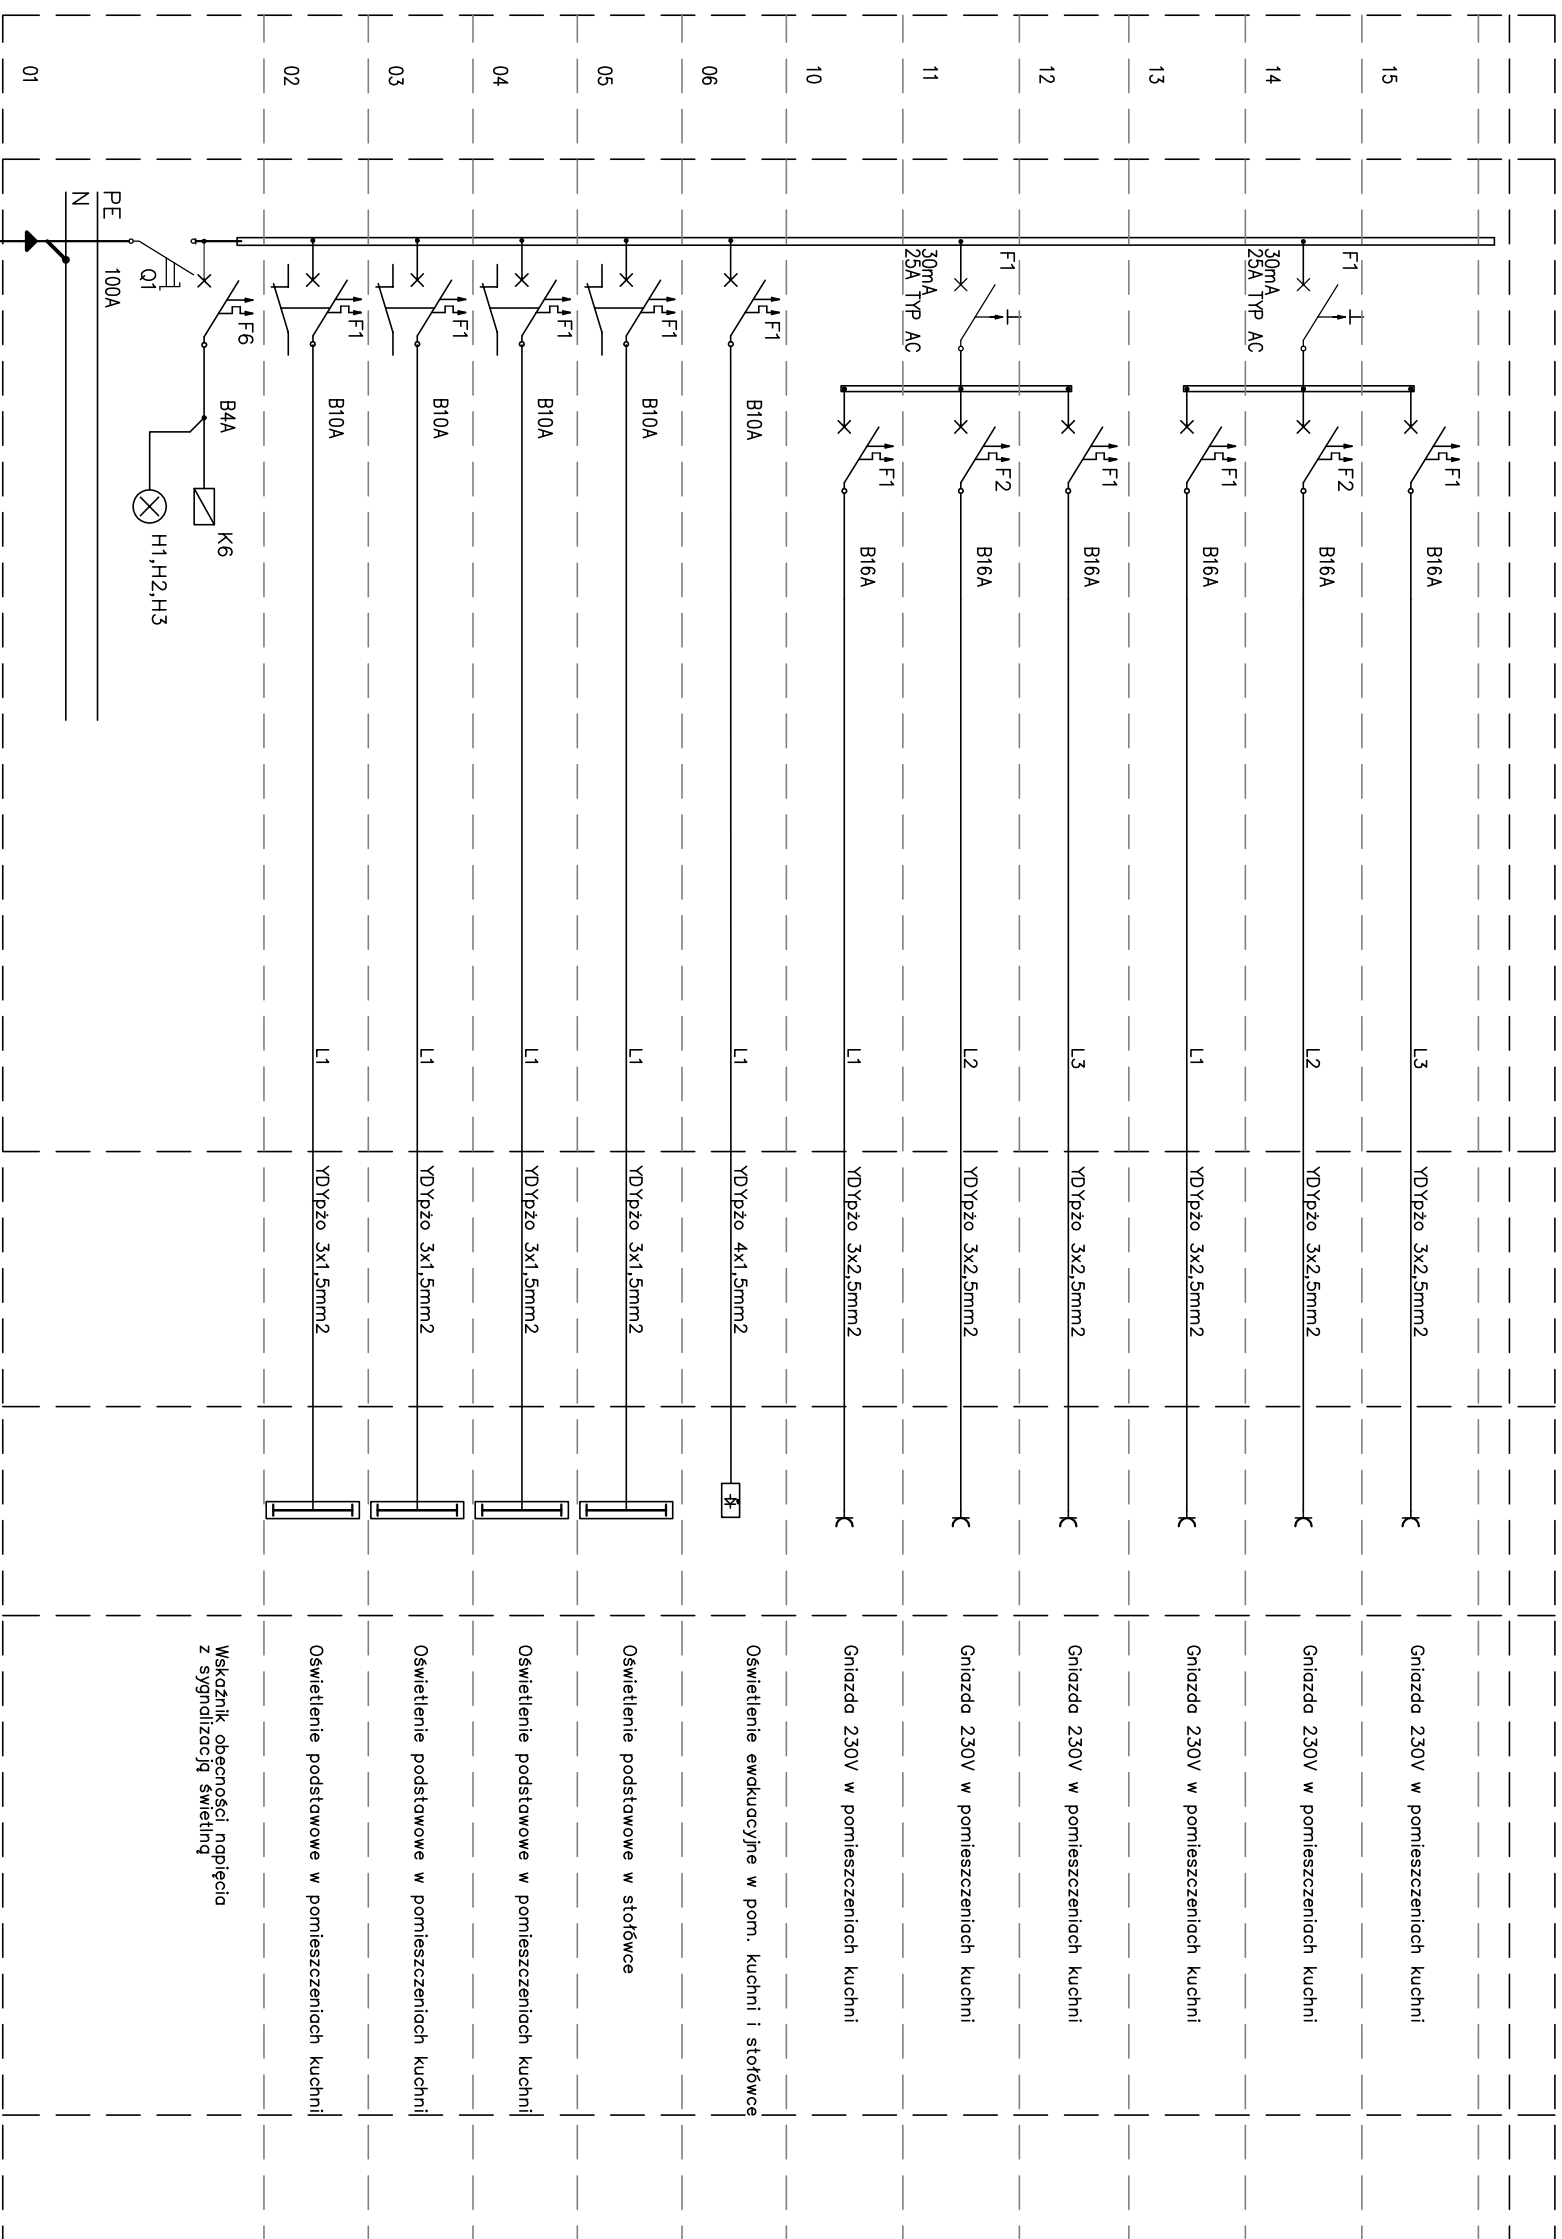 01
PE
N
100A
Q1
F6
B4A
K6
H1,H2,H3
Wskaźnik obecności napięcia
z sygnalizacją świetlną
02
F1
B10A
L1
YDYpżo 3x1,5mm2
Oświetlenie podstawowe w pomieszczeniach kuchni
03
F1
B10A
L1
YDYpżo 3x1,5mm2
Oświetlenie podstawowe w pomieszczeniach kuchni
04
F1
B10A
L1
YDYpżo 3x1,5mm2
Oświetlenie podstawowe w pomieszczeniach kuchni
05
F1
B10A
L1
YDYpżo 3x1,5mm2
Oświetlenie podstawowe w stołówce
06
F1
B10A
L1
YDYpżo 4x1,5mm2
Oświetlenie ewakuacyjne w pom. kuchni i stołówce
10
F1
B16A
L1
YDYpżo 3x2,5mm2
Gniazda 230V w pomieszczeniach kuchni
11
F1
30mA
25A TYP AC
F2
B16A
L2
YDYpżo 3x2,5mm2
Gniazda 230V w pomieszczeniach kuchni
12
F1
B16A
L3
YDYpżo 3x2,5mm2
Gniazda 230V w pomieszczeniach kuchni
13
F1
B16A
L1
YDYpżo 3x2,5mm2
Gniazda 230V w pomieszczeniach kuchni
14
F1
30mA
25A TYP AC
F2
B16A
L2
YDYpżo 3x2,5mm2
Gniazda 230V w pomieszczeniach kuchni
15
F1
B16A
L3
YDYpżo 3x2,5mm2
Gniazda 230V w pomieszczeniach kuchni